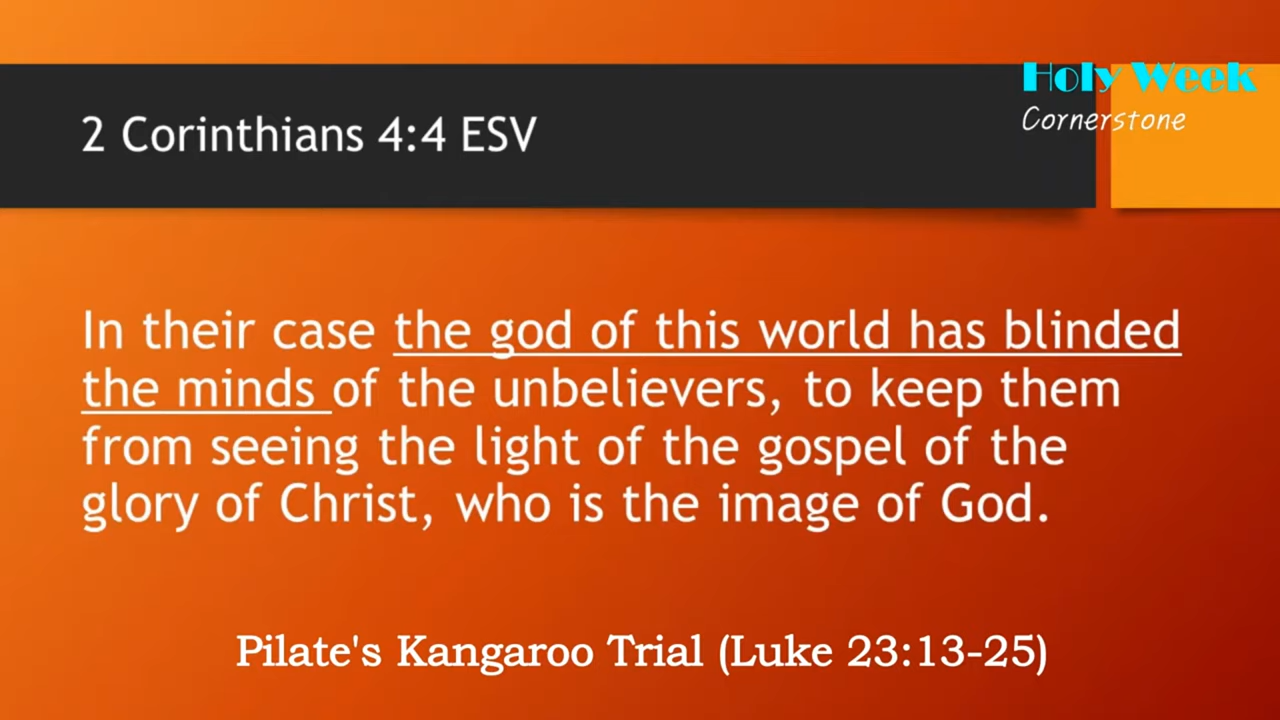 Holy Week
2 Corinthians 4:4 ESV
Cornerstone
In their case the god of this world has blinded
the minds of the unbelievers, to keep them
from seeing the light of the gospel of the
glory of Christ, who is the image of God.
Pilate's Kangaroo Trial (Luke 23:13-25)